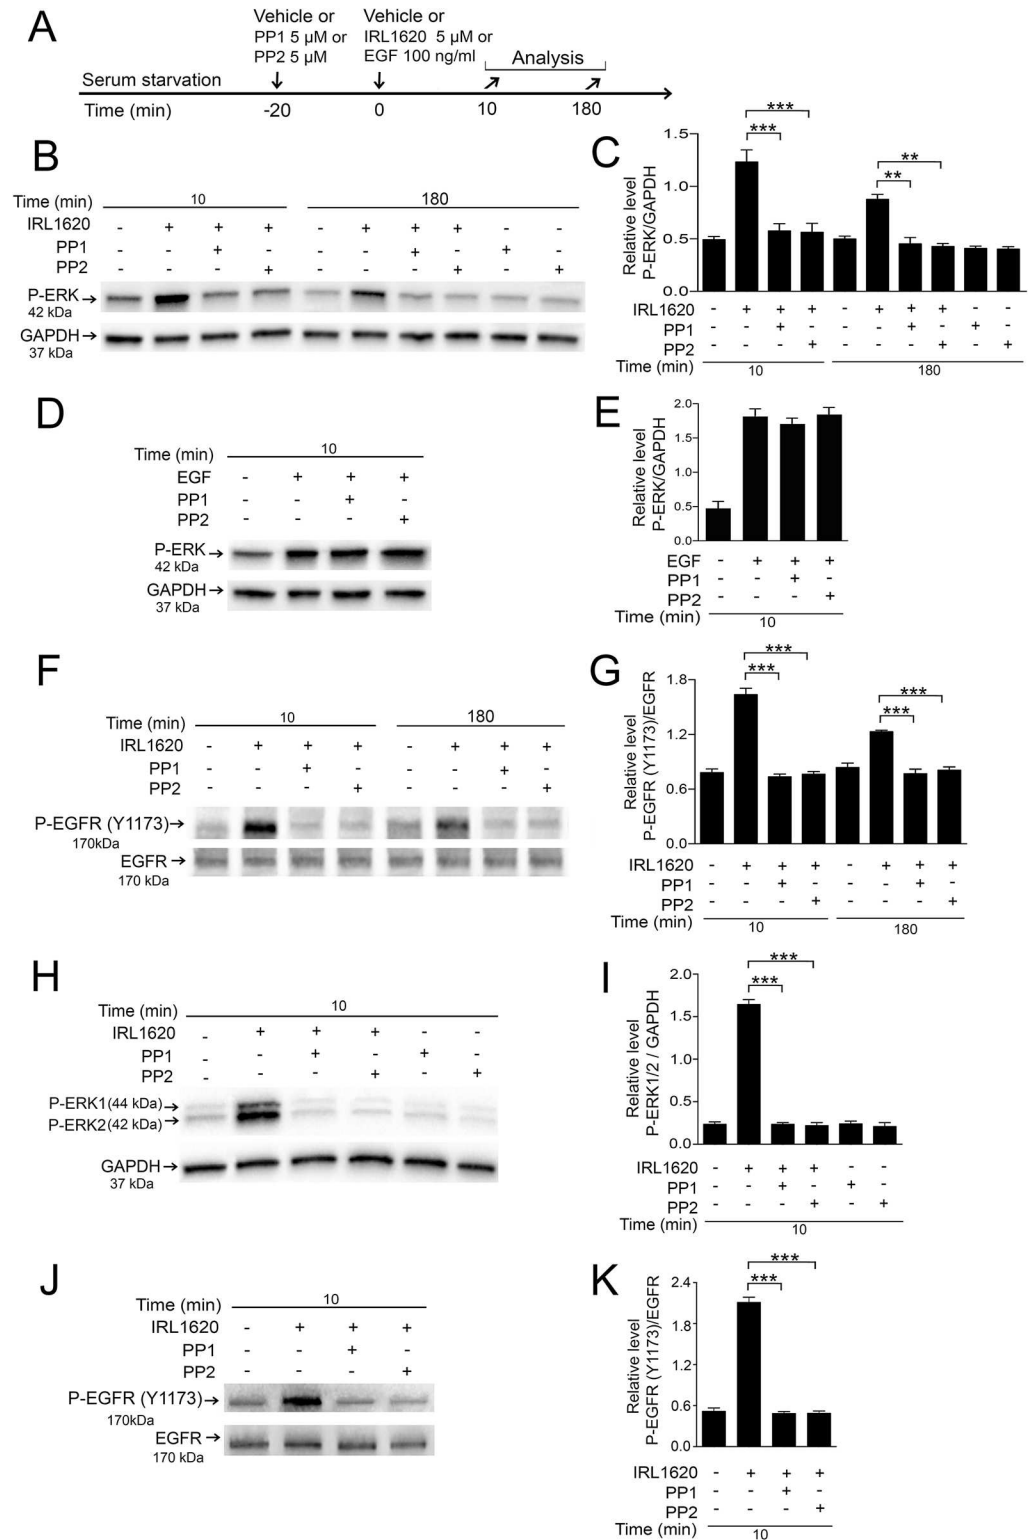 A
Vehicle or
PP1 5 µM or
PP2 5 µM
Vehicle or
IRL1620 5 µM or
EGF 100 ng/ml
Analysis
Serum starvation
Time (min) -20 0 10 180
B
Time (min) 10 180
IRL1620 - + + + - + + + - -
PP1 - - + - - - + - + -
PP2 - - - + - - - + - +
P-ERK
42 kDa
GAPDH
37 kDa
C
Relative level
P-ERK/GAPDH
1.5
1.0
0.5
0.0
*** *** ** **
IRL1620 - + + + - + + + - -
PP1 - - + - - - + - + -
PP2 - - - + - - - + - +
Time (min) 10 180
D
Time (min) 10
EGF - + + +
PP1 - - + -
PP2 - - - +
P-ERK
42 kDa
GAPDH
37 kDa
E
Relative level
P-ERK/GAPDH
2.0
1.5
1.0
0.5
0.0
EGF - + + +
PP1 - - + -
PP2 - - - +
Time (min) 10
F
Time (min) 10 180
IRL1620 - + + + - + + +
PP1 - - + - - - + -
PP2 - - - + - - - +
P-EGFR (Y1173)
170kDa
EGFR
170 kDa
G
Relative level
P-EGFR (Y1173)/EGFR
1.8
1.2
0.6
0.0
*** *** *** ***
IRL1620 - + + + - + + +
PP1 - - + - - - + -
PP2 - - - + - - - +
Time (min) 10 180
H
Time (min) 10
IRL1620 - + + + - -
PP1 - - + - + -
PP2 - - - + - +
P-ERK1(44 kDa)
P-ERK2(42 kDa)
GAPDH
37 kDa
I
Relative level
P-ERK1/2 / GAPDH
2.0
1.5
1.0
0.5
0.0
*** ***
IRL1620 - + + + - -
PP1 - - + - + -
PP2 - - - + - +
Time (min) 10
J
Time (min) 10
IRL1620 - + + +
PP1 - - + -
PP2 - - - +
P-EGFR (Y1173)
170kDa
EGFR
170 kDa
K
Relative level
P-EGFR (Y1173)/EGFR
2.4
1.8
1.2
0.6
0.0
*** ***
IRL1620 - + + +
PP1 - - + -
PP2 - - - +
Time (min) 10